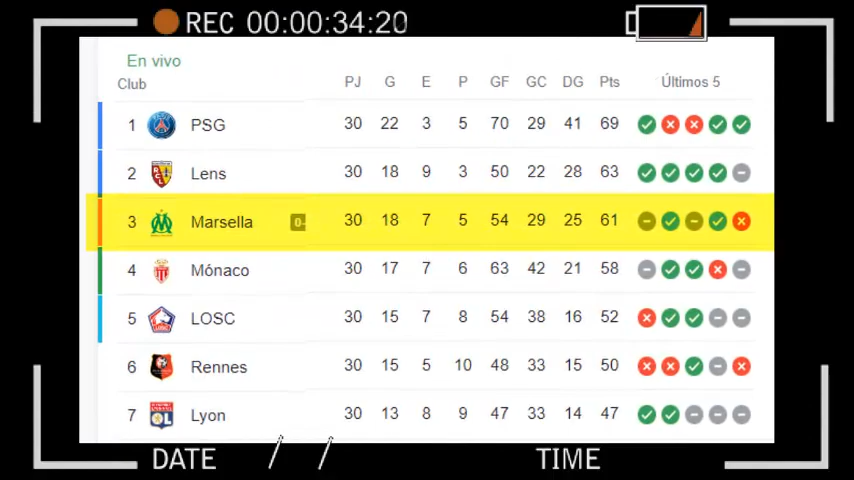 REC 00:00:34:20
En vivo
Club PJ G E P GF GC DG Pts Últimos 5
1 PSG 30 22 3 5 70 29 41 69
2 Lens 30 18 9 3 50 22 28 63
3 Marsella 30 18 7 5 54 29 25 61
4 Mónaco 30 17 7 6 63 42 21 58
5 LOSC 30 15 7 8 54 38 16 52
6 Rennes 30 15 5 10 48 33 15 50
7 Lyon 30 13 8 9 47 33 14 47
DATE / / TIME